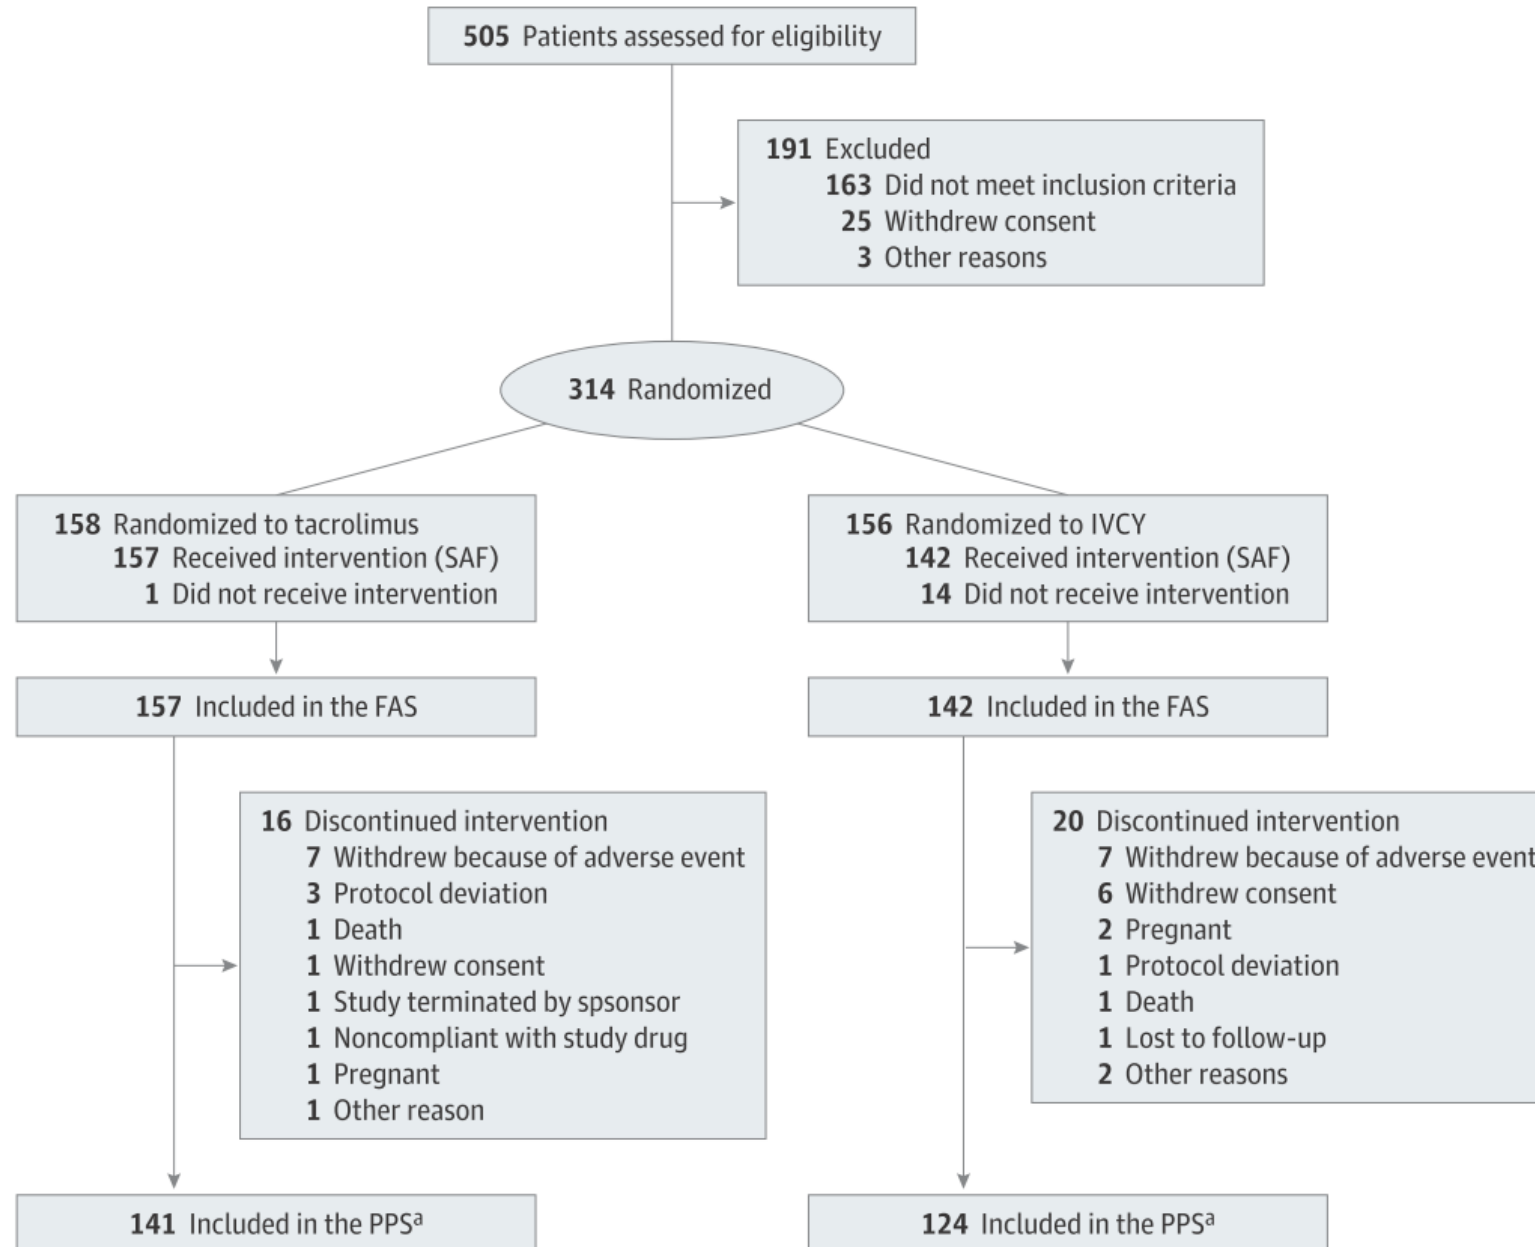 505 Patients assessed for eligibility
191 Excluded
163 Did not meet inclusion criteria
25 Withdrew consent
3 Other reasons
314 Randomized
158 Randomized to tacrolimus
157 Received intervention (SAF)
1 Did not receive intervention
156 Randomized to IVCY
142 Received intervention (SAF)
14 Did not receive intervention
157 Included in the FAS
142 Included in the FAS
16 Discontinued intervention
7 Withdrew because of adverse event
3 Protocol deviation
1 Death
1 Withdrew consent
1 Study terminated by spsonsor
1 Noncompliant with study drug
1 Pregnant
1 Other reason
20 Discontinued intervention
7 Withdrew because of adverse event
6 Withdrew consent
2 Pregnant
1 Protocol deviation
1 Death
1 Lost to follow-up
2 Other reasons
141 Included in the PPSᵃ
124 Included in the PPSᵃ